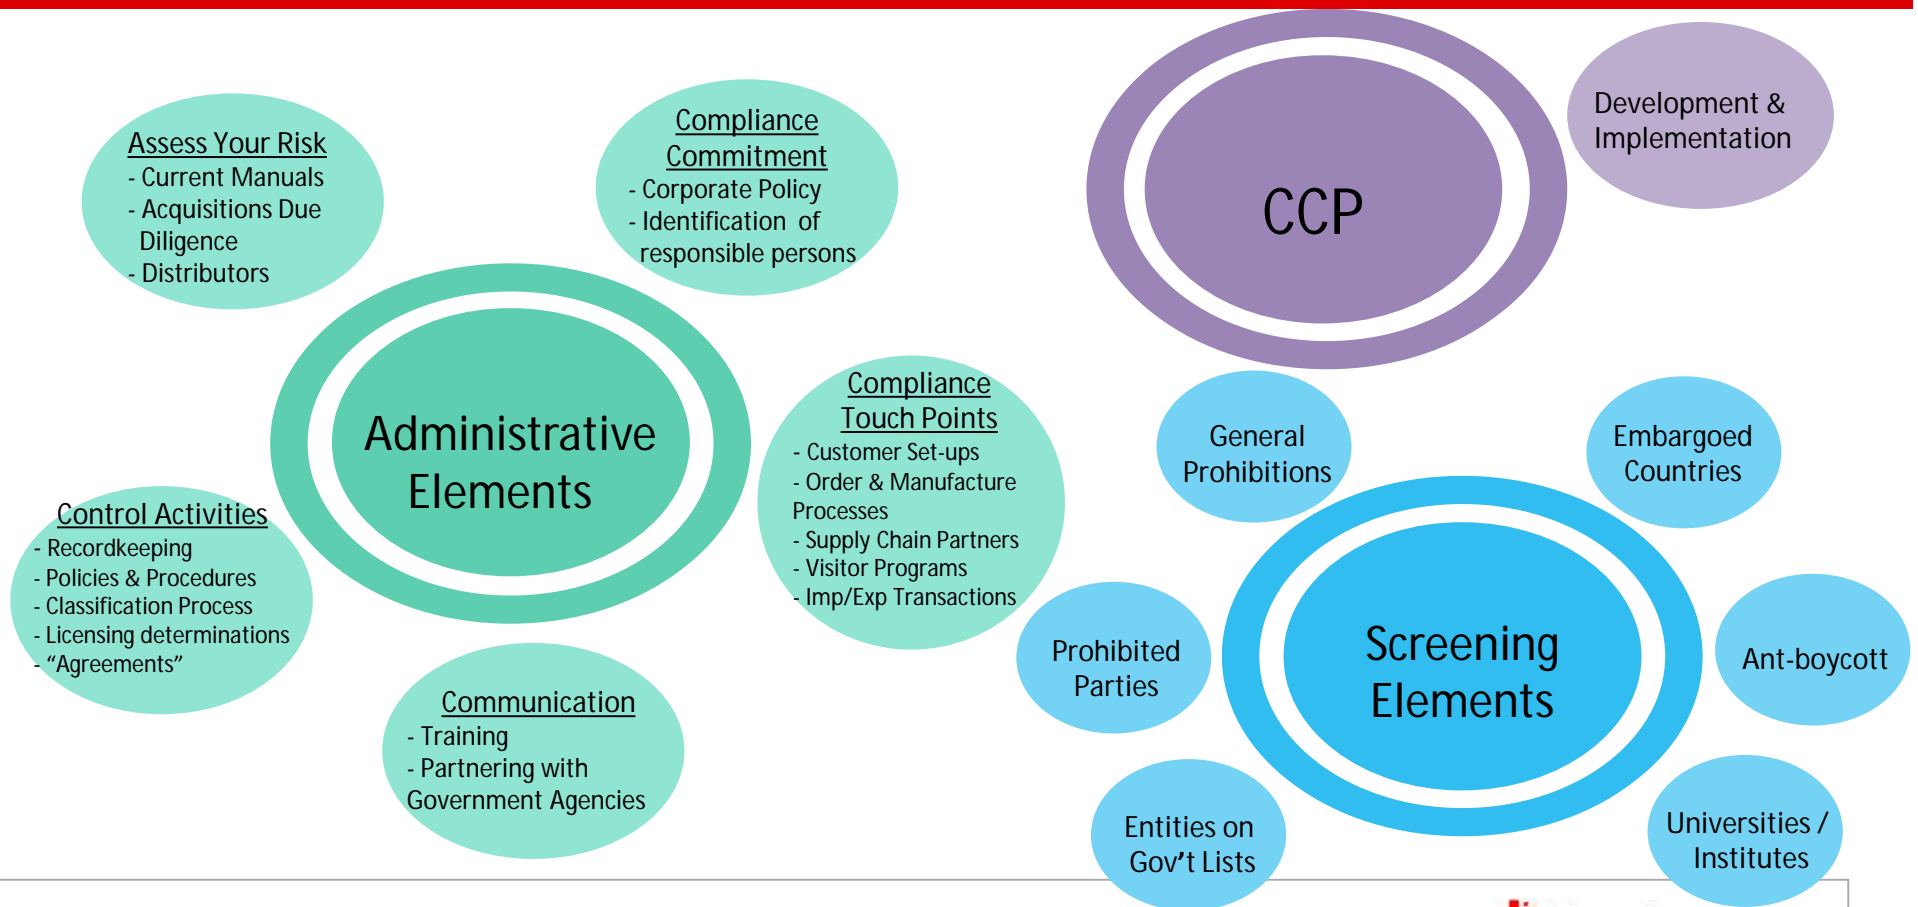 Assess Your Risk
- Current Manuals
- Acquisitions Due
Diligence
- Distributors
Compliance
Commitment
- Corporate Policy
- Identification of
responsible persons
Administrative
Elements
Compliance
Touch Points
- Customer Set-ups
- Order & Manufacture
Processes
- Supply Chain Partners
- Visitor Programs
- Imp/Exp Transactions
Control Activities
- Recordkeeping
- Policies & Procedures
- Classification Process
- Licensing determinations
- “Agreements”
Communication
- Training
- Partnering with
Government Agencies
CCP
Development &
Implementation
General
Prohibitions
Embargoed
Countries
Prohibited
Parties
Screening
Elements
Ant-boycott
Entities on
Gov't Lists
Universities /
Institutes